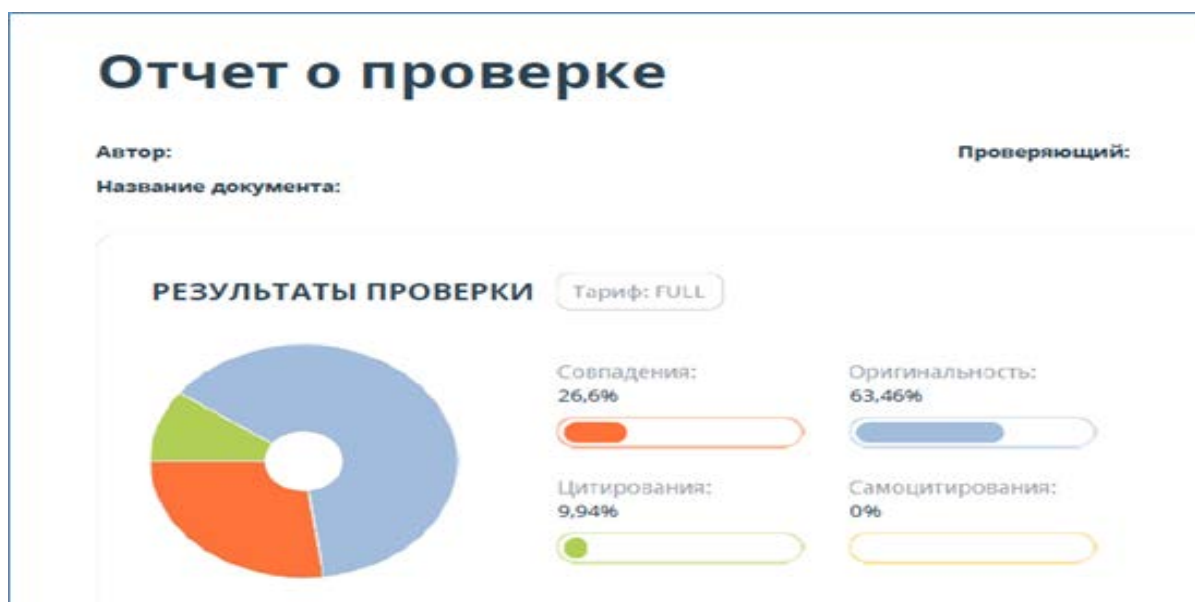 Отчет о проверке
Автор:
Проверяющий:
Название документа:
РЕЗУЛЬТАТЫ ПРОВЕРКИ
Тариф: FULL
Совпадения:
26,6%
Оригинальность:
63,46%
Цитирования:
9,94%
Самоцитирования:
0%